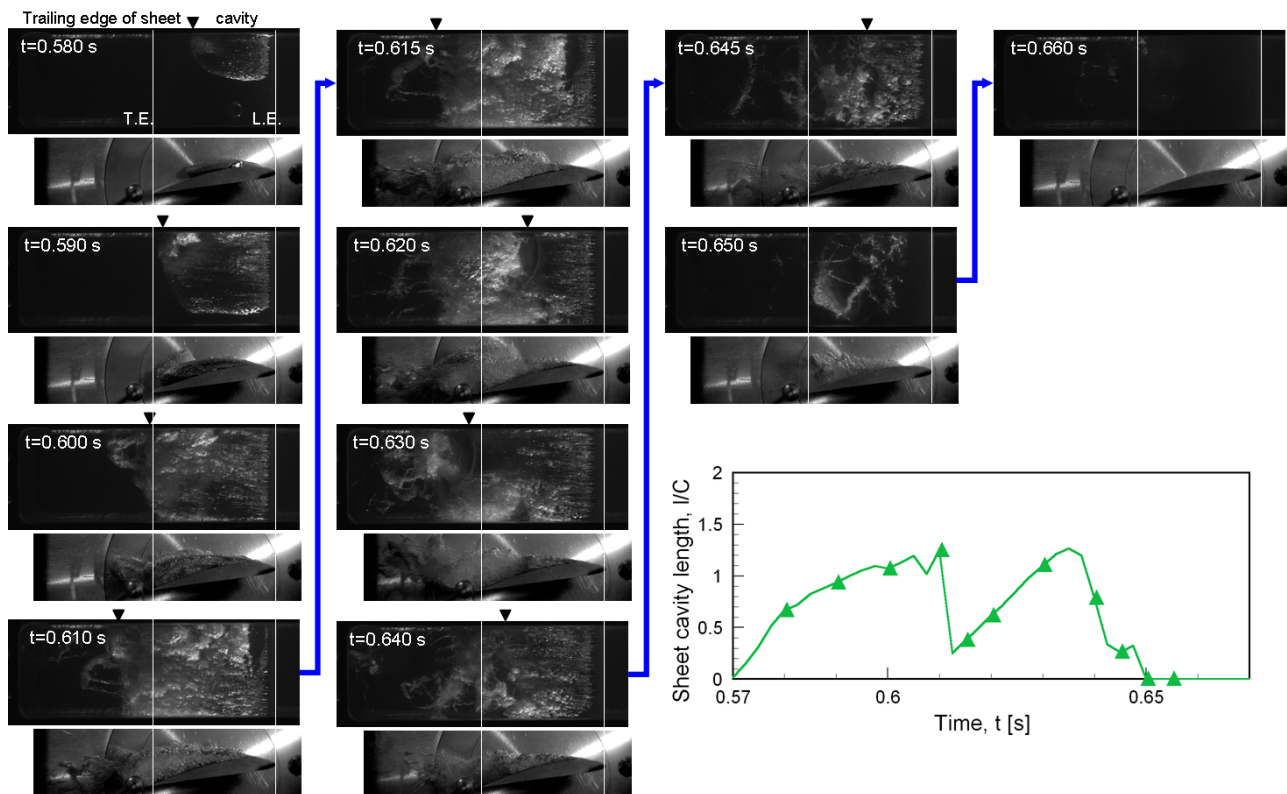 Trailing edge of sheet ▼ cavity
t=0.580 s
T.E. L.E.
t=0.590 s
t=0.600 s
t=0.610 s
t=0.615 s
t=0.620 s
t=0.630 s
t=0.640 s
t=0.645 s
t=0.650 s
t=0.660 s
Sheet cavity length, l/C
2
1.5
1
0.5
0
0.57 0.6 0.65
Time, t [s]